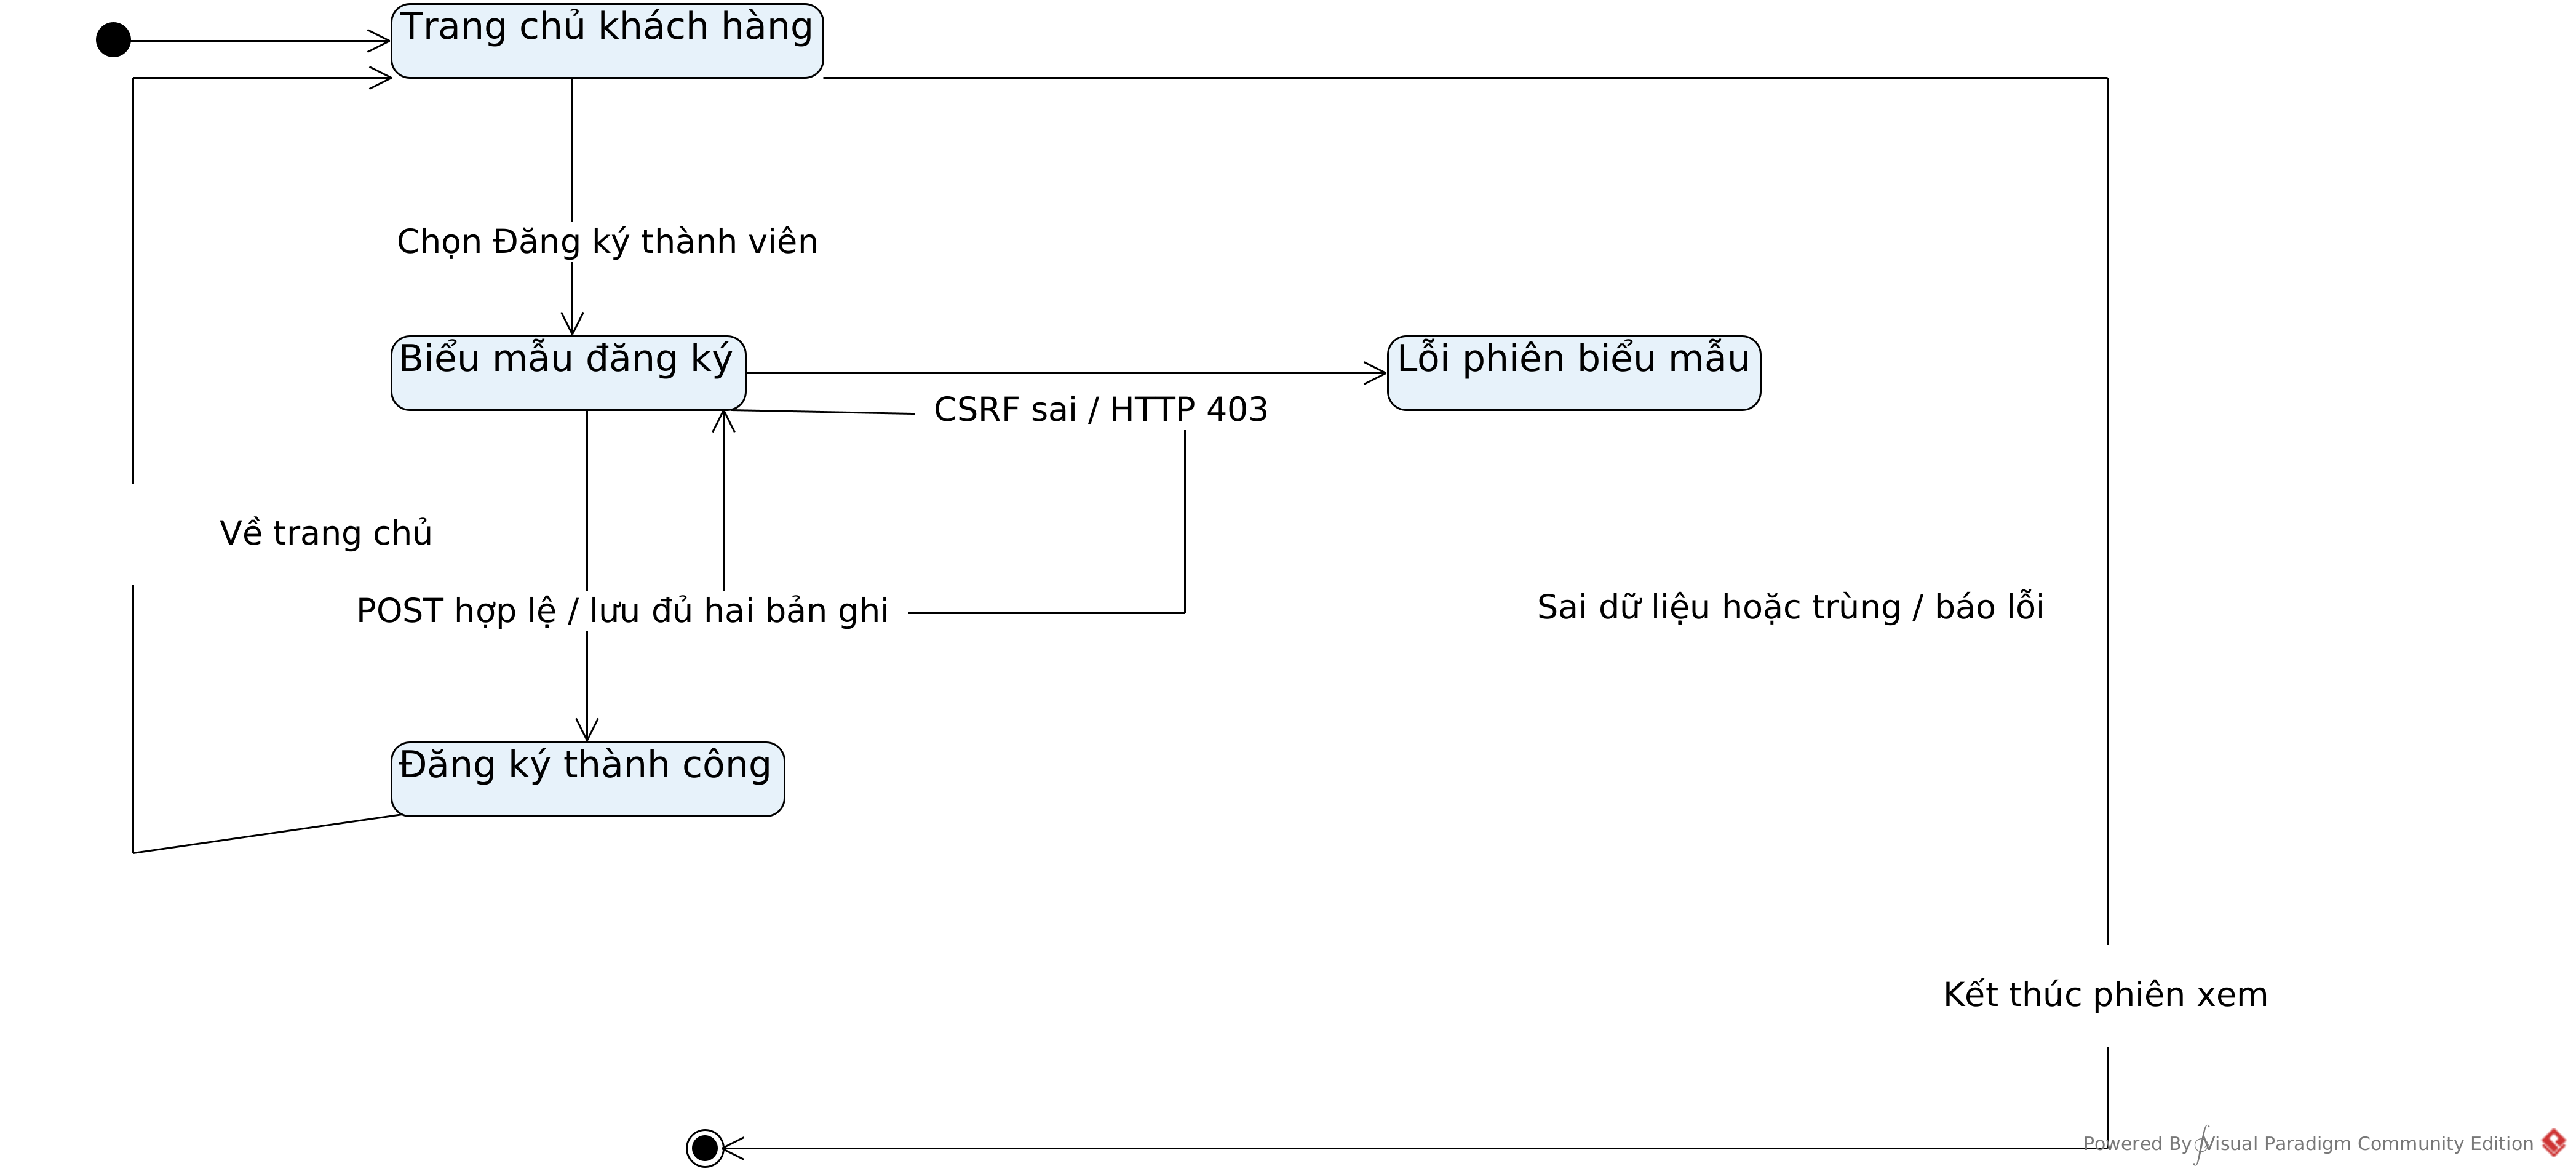 Trang chủ khách hàng
Chọn Đăng ký thành viên
Biểu mẫu đăng ký
Lỗi phiên biểu mẫu
CSRF sai / HTTP 403
Về trang chủ
POST hợp lệ / lưu đủ hai bản ghi
Sai dữ liệu hoặc trùng / báo lỗi
Đăng ký thành công
Kết thúc phiên xem
Powered By Visual Paradigm Community Edition